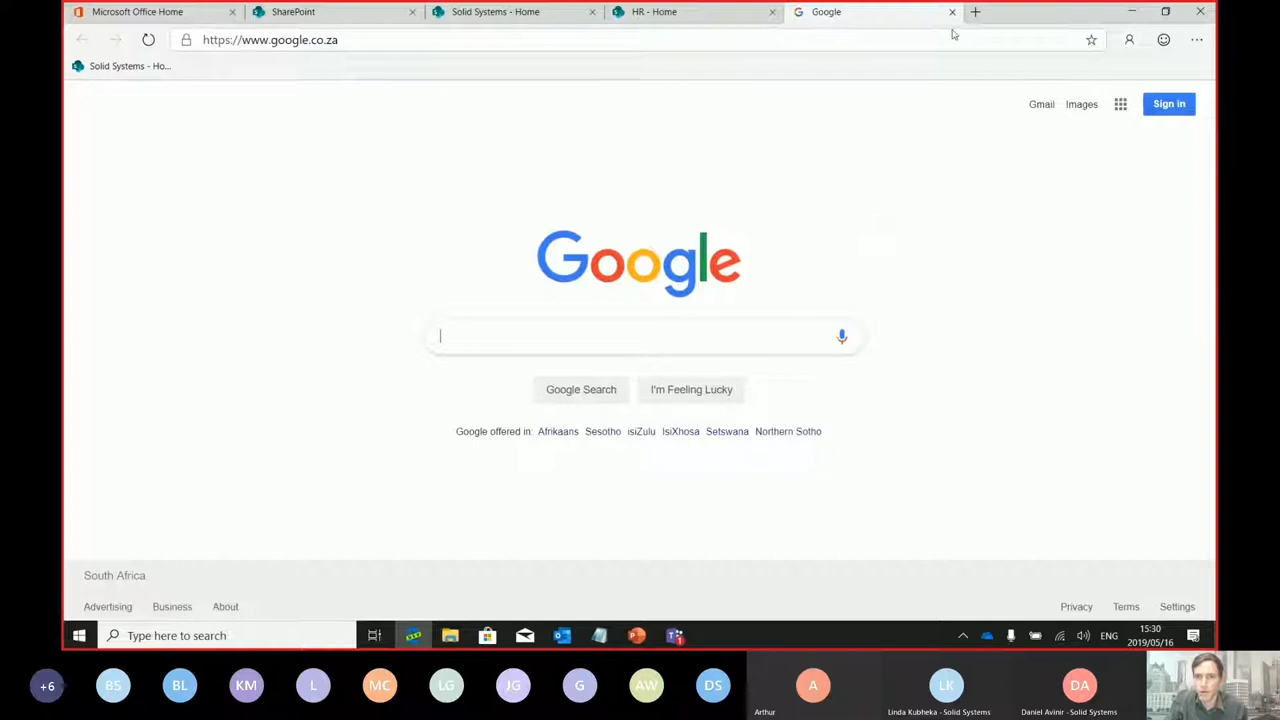 Microsoft Office Home
SharePoint
Solid Systems - Home
HR - Home
Google
https://www.google.co.za
Solid Systems - Ho...
Gmail Images Sign in
Google
Google Search I'm Feeling Lucky
Google offered in: Afrikaans Sesotho isiZulu IsiXhosa Setswana Northern Sotho
South Africa
Advertising Business About
Privacy Terms Settings
Type here to search
ENG
15:30
2019/05/16
+6 BS BL KM L MC LG JG G AW DS A LK DA
Arthur
Linda Kubheka - Solid Systems
Daniel Avinir - Solid Systems